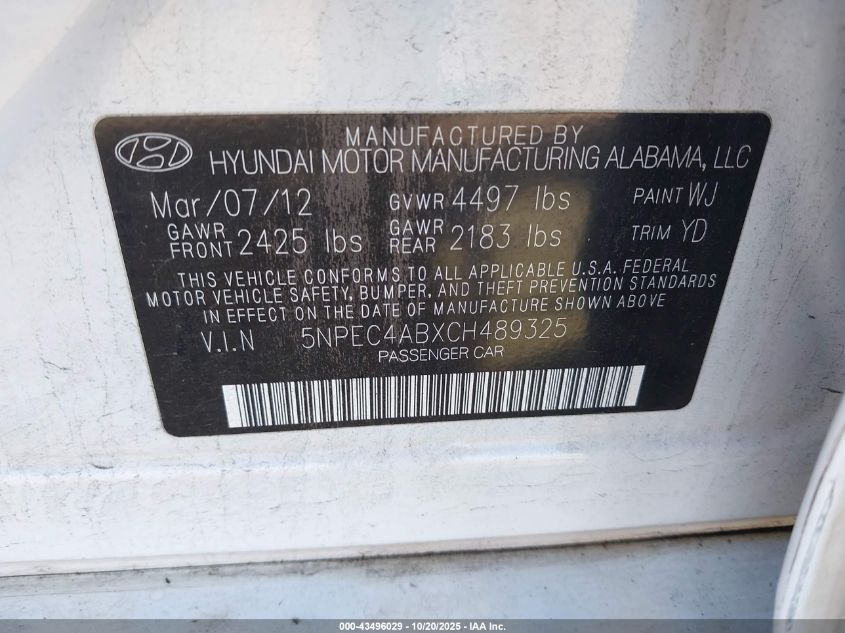 MANUFACTURED BY
HYUNDAI MOTOR MANUFACTURING ALABAMA, LLC
Mar/07/12 GVWR 4497 lbs PAINT WJ
GAWR FRONT 2425 lbs GAWR REAR 2183 lbs TRIM YD
THIS VEHICLE CONFORMS TO ALL APPLICABLE U.S.A. FEDERAL
MOTOR VEHICLE SAFETY, BUMPER, AND THEFT PREVENTION STANDARDS
IN EFFECT ON THE DATE OF MANUFACTURE SHOWN ABOVE.
V.I.N 5NPEC4ABXCH489325
PASSENGER CAR
000-43496029 - 10/20/2025 - IAA Inc.